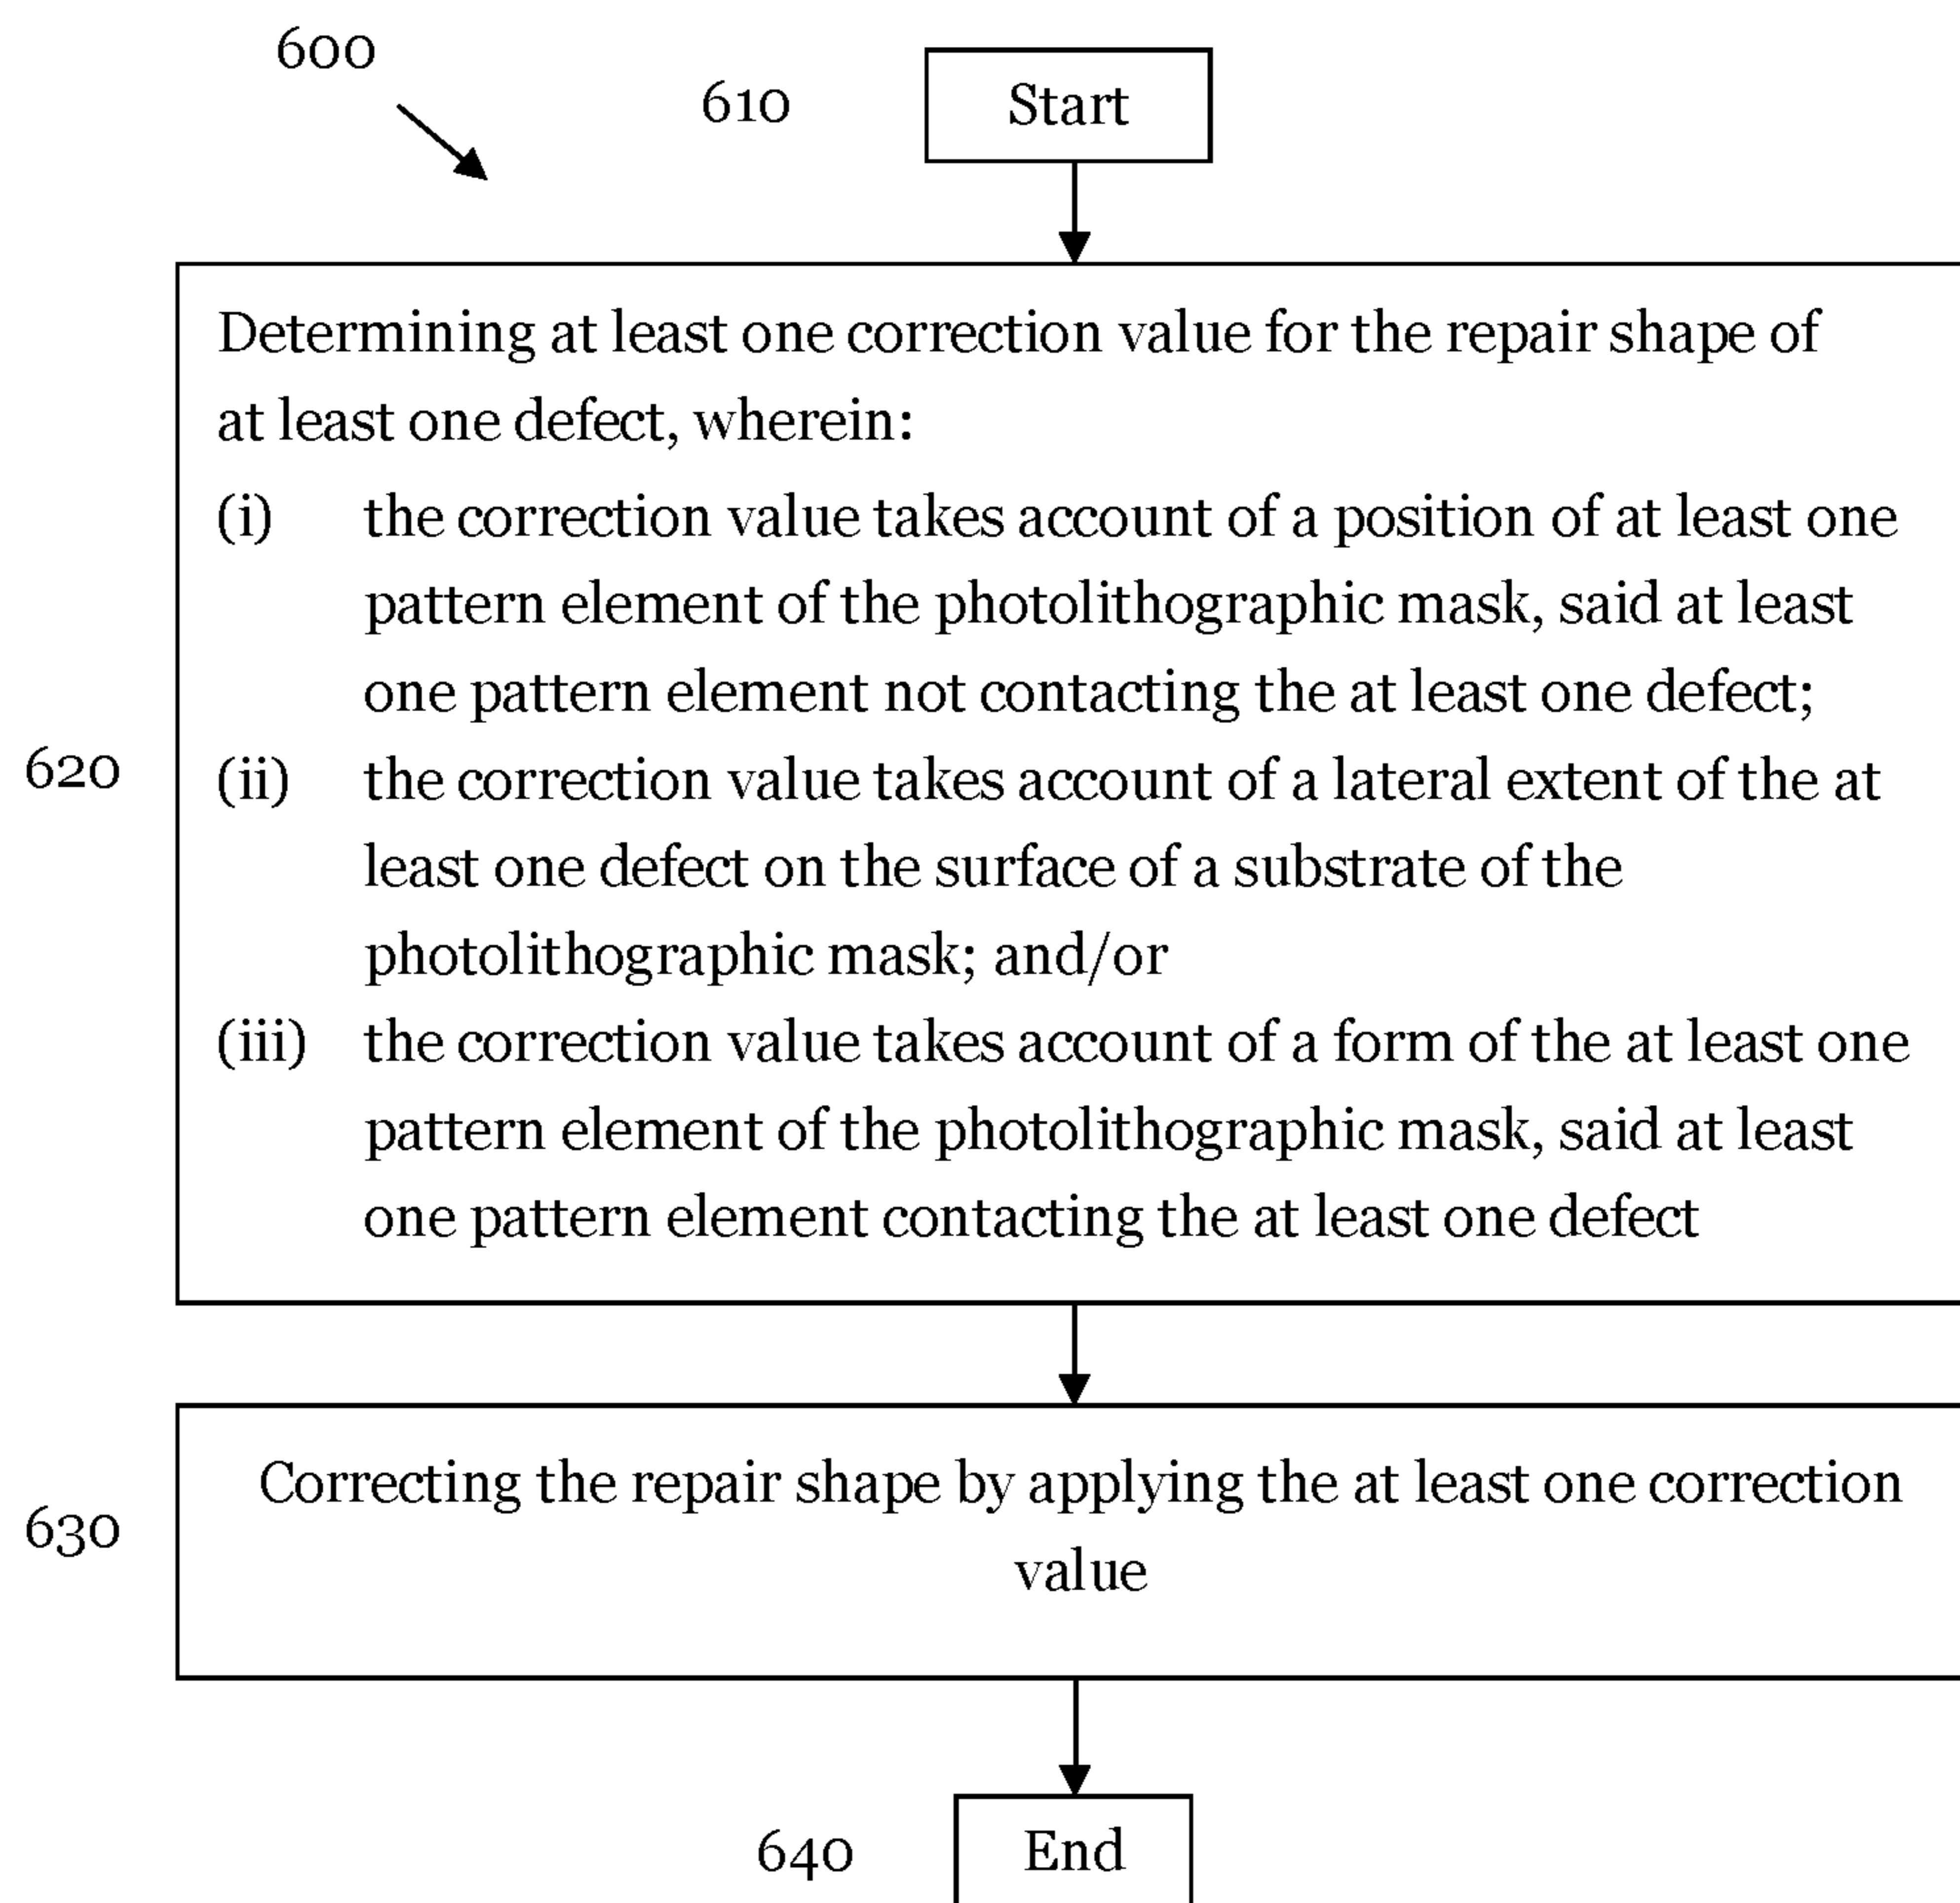 600
610
Start
Determining at least one correction value for the repair shape of
at least one defect, wherein:
(i) the correction value takes account of a position of at least one
pattern element of the photolithographic mask, said at least
one pattern element not contacting the at least one defect;
620
(ii) the correction value takes account of a lateral extent of the at
least one defect on the surface of a substrate of the
photolithographic mask; and/or
(iii) the correction value takes account of a form of the at least one
pattern element of the photolithographic mask, said at least
one pattern element contacting the at least one defect
630
Correcting the repair shape by applying the at least one correction
value
640
End